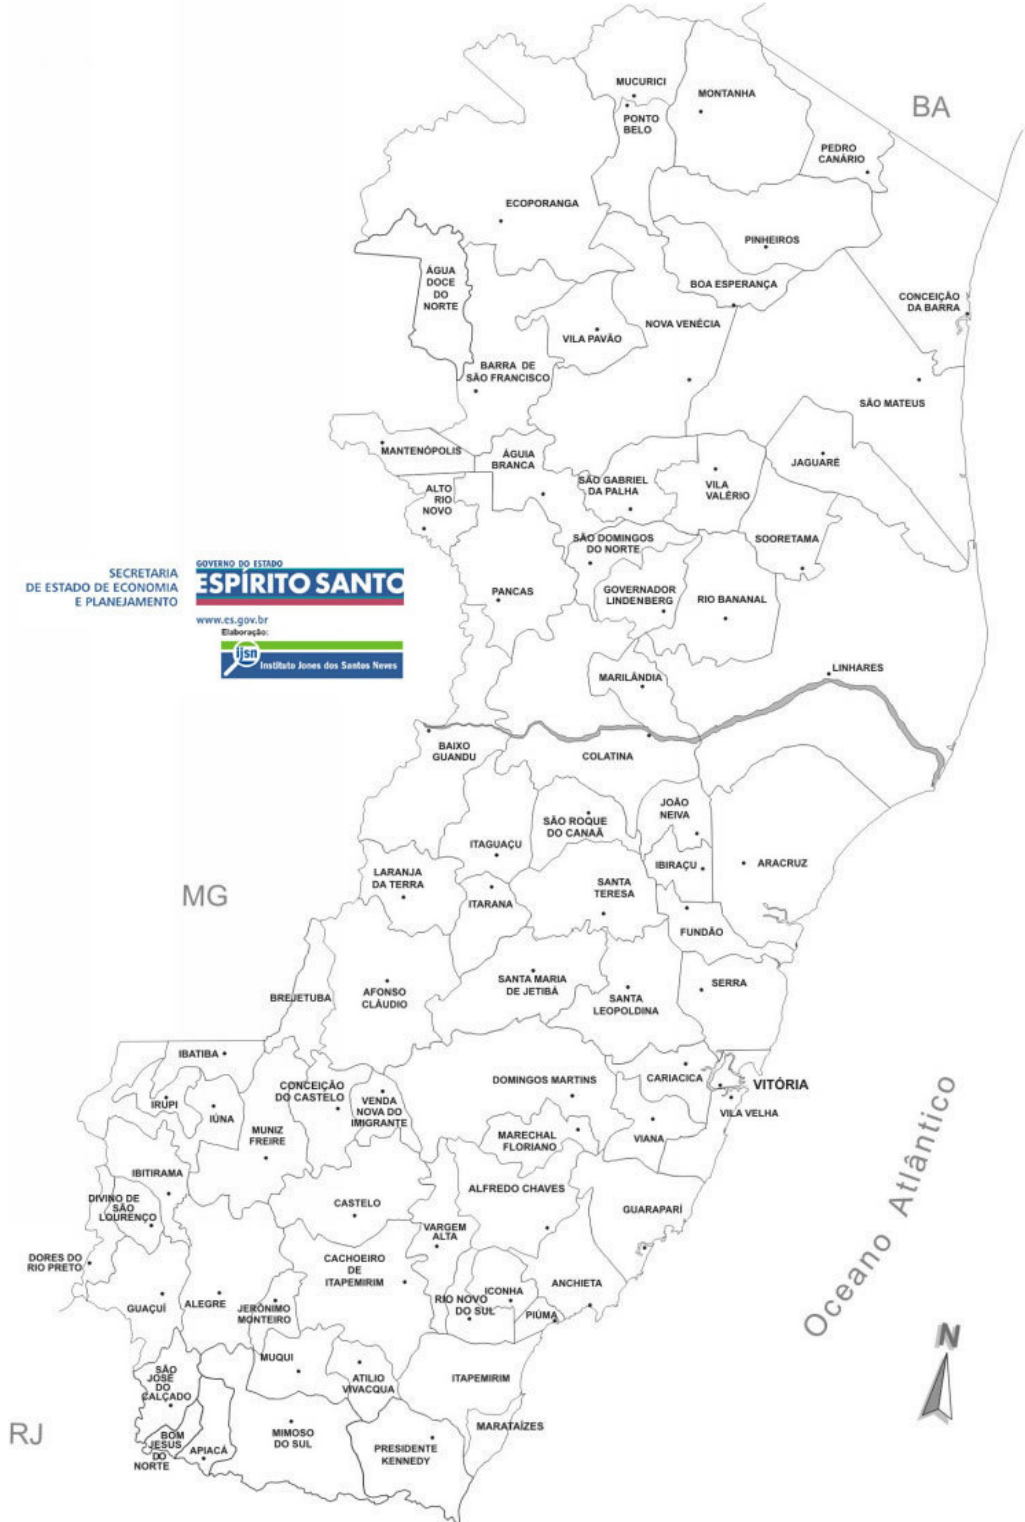 MUCURICI
MONTANHA
BA
PONTO
BELO
PEDRO
CANÁRIO
ECOPORANGA
PINHEIROS
ÁGUA
DOCE
DO
NORTE
BOA ESPERANÇA
CONCEIÇÃO
DA BARRA
NOVA VENÉCIA
VILA PAVÃO
BARRA DE
SÃO FRANCISCO
SÃO MATEUS
MANTENÓPOLIS
ÁGUIA
BRANCA
JAGUARÉ
SÃO GABRIEL
DA PALHA
VILA
VALÉRIO
ALTO
RIO
NOVO
SÃO DOMINGOS
DO NORTE
SOORETAMA
SECRETARIA
DE ESTADO DE ECONOMIA
E PLANEJAMENTO
GOVERNO DO ESTADO
ESPÍRITO SANTO
www.es.gov.br
Elaboração:
ijsn
Instituto Jones dos Santos Neves
PANCAS
GOVERNADOR
LINDENBERG
RIO BANANAL
MARILÂNDIA
LINHARES
BAIXO
GUANDU
COLATINA
JOÃO
NEIVA
SÃO ROQUE
DO CANAÃ
ITAGUAÇU
IBIRAÇU
ARACRUZ
LARANJA
DA TERRA
MG
SANTA
TERESA
ITARANA
FUNDÃO
BREJETUBA
AFONSO
CLÁUDIO
SANTA MARIA
DE JETIBÁ
SANTA
LEOPOLDINA
SERRA
IBATIBA
CONCEIÇÃO
DO CASTELO
DOMINGOS MARTINS
CARIACICA
VITÓRIA
IRUPI
IÚNA
VENDA
NOVA DO
IMIGRANTE
VILA VELHA
MUNIZ
FREIRE
MARECHAL
FLORIANO
VIANA
IBITIRAMA
ALFREDO CHAVES
DIVINO DE
SÃO
LOURENÇO
CASTELO
GUARAPARÍ
VARGEM
ALTA
Oceano Atlântico
DORES DO
RIO PRETO
CACHOEIRO
DE
ITAPEMIRIM
ICONHA
ANCHIETA
GUAÇUÍ
ALEGRE
JERÔNIMO
MONTEIRO
RIO NOVO
DO SUL
PIÚMA
N
MUQUI
SÃO
JOSÉ
DO
CALÇADO
ATILIO
VIVACQUA
ITAPEMIRIM
RJ
BOM
JESUS
DO
NORTE
APIACÁ
MIMOSO
DO SUL
PRESIDENTE
KENNEDY
MARATAÍZES